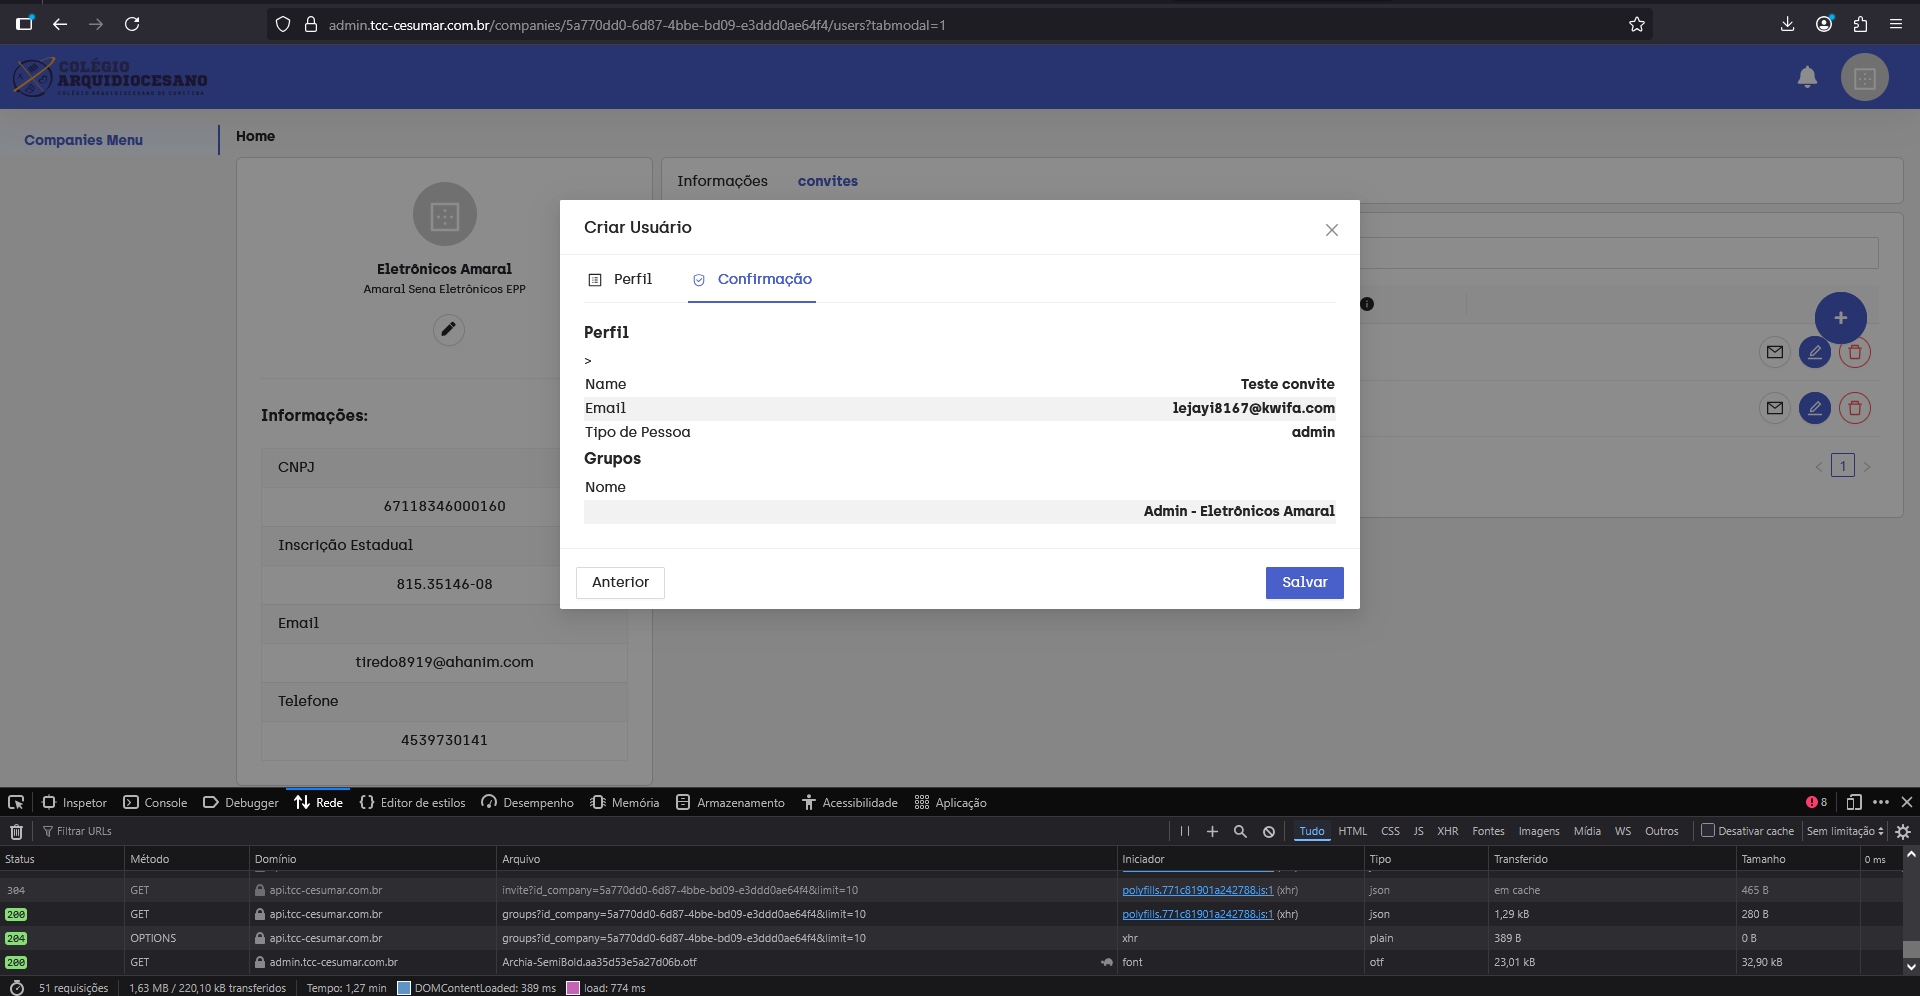 admin.tcc-cesumar.com.br/companies/5a770dd0-6d87-4bbe-bd09-e3ddd0ae64f4/users?tabmodal=1
COLÉGIO
ARQUIDIOCESANO
COLÉGIO ARQUIDIOCESANO DE CURITIBA
Companies Menu
Home
Eletrônicos Amaral
Amaral Sena Eletrônicos EPP
Informações:
CNPJ
67118346000160
Inscrição Estadual
815.35146-08
Email
tiredo8919@ahanim.com
Telefone
4539730141
Informações convites
+
< 1 >
Criar Usuário
Perfil Confirmação
Perfil
>
Name Teste convite
Email lejayi8167@kwifa.com
Tipo de Pessoa admin
Grupos
Nome
Admin - Eletrônicos Amaral
Anterior Salvar
Inspetor Console Debugger Rede Editor de estilos Desempenho Memória Armazenamento Acessibilidade Aplicação 8
Filtrar URLs Tudo HTML CSS JS XHR Fontes Imagens Mídia WS Outros Desativar cache Sem limitação
Status Método Domínio Arquivo Iniciador Tipo Transferido Tamanho 0 ms
304 GET api.tcc-cesumar.com.br invite?id_company=5a770dd0-6d87-4bbe-bd09-e3ddd0ae64f4&limit=10 polyfills.771c81901a242788.js:1 (xhr) json em cache 465 B
200 GET api.tcc-cesumar.com.br groups?id_company=5a770dd0-6d87-4bbe-bd09-e3ddd0ae64f4&limit=10 polyfills.771c81901a242788.js:1 (xhr) json 1,29 kB 280 B
204 OPTIONS api.tcc-cesumar.com.br groups?id_company=5a770dd0-6d87-4bbe-bd09-e3ddd0ae64f4&limit=10 xhr plain 389 B 0 B
200 GET admin.tcc-cesumar.com.br Archia-SemiBold.aa35d53e5a27d06b.otf font otf 23,01 kB 32,90 kB
51 requisições 1,63 MB / 220,10 kB transferidos Tempo: 1,27 min DOMContentLoaded: 389 ms load: 774 ms